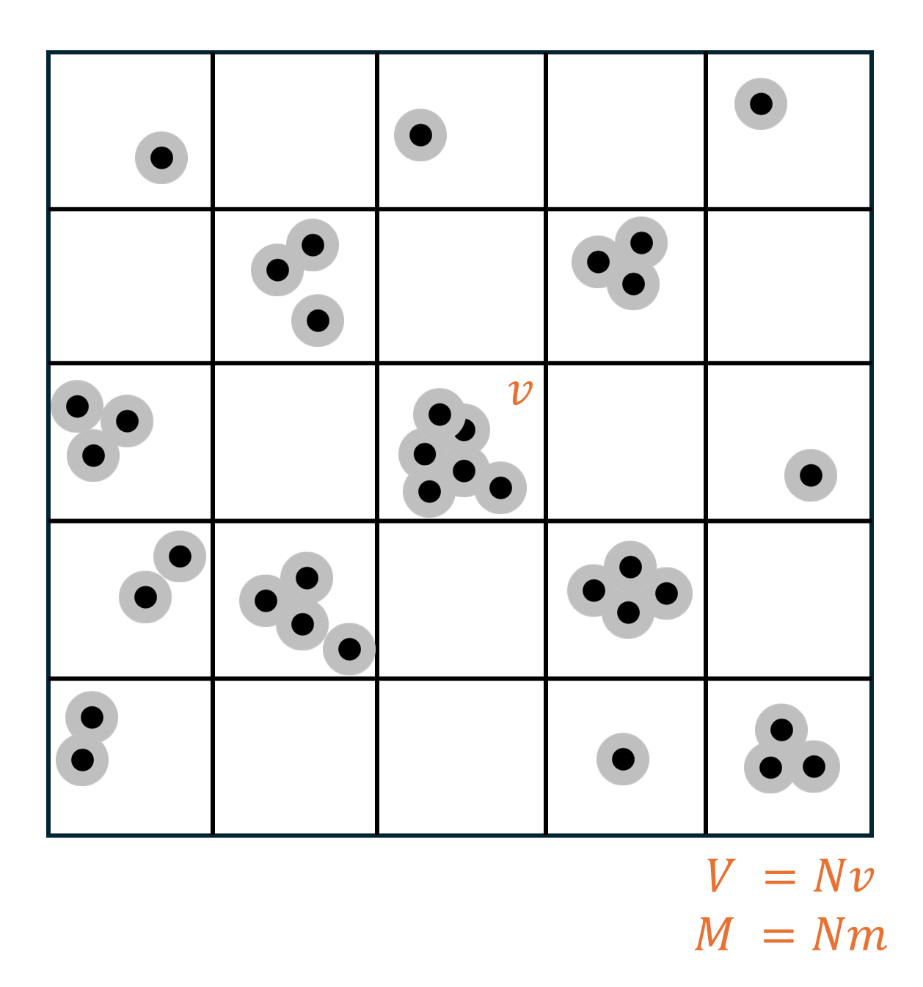 v
V = Nv
M = Nm